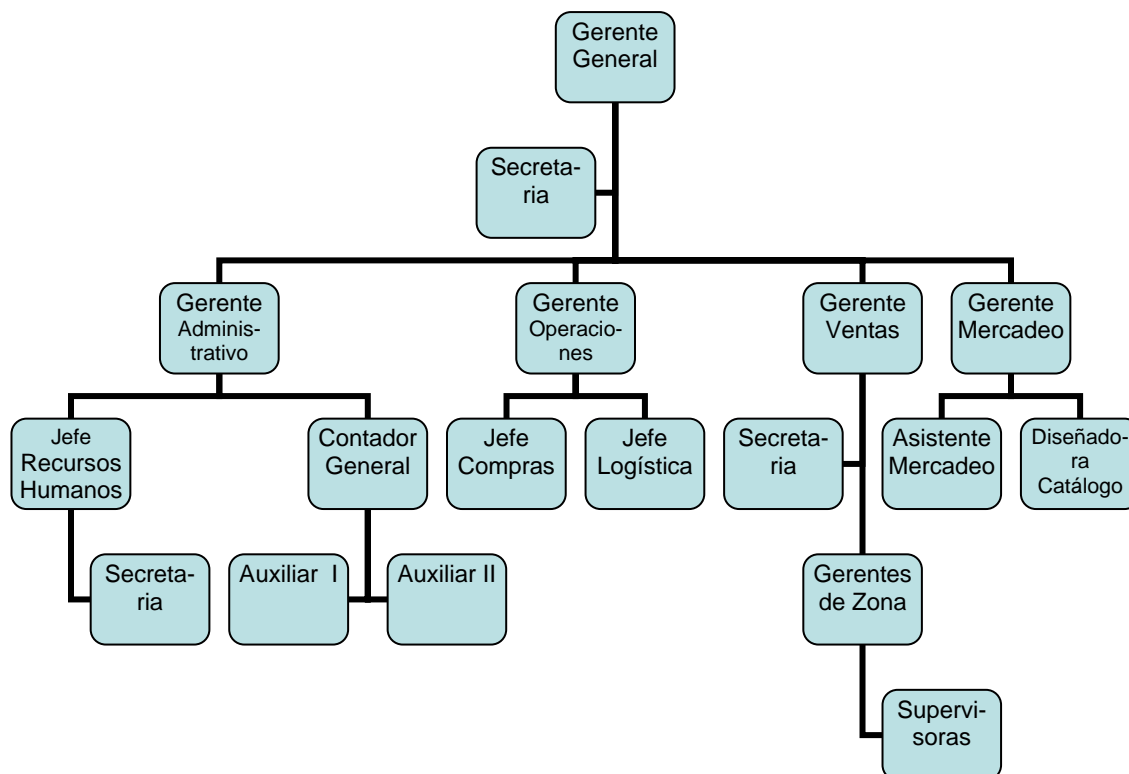 Gerente
General
Secreta-
ria
Gerente
Adminis-
trativo
Gerente
Operacio-
nes
Gerente
Ventas
Gerente
Mercadeo
Jefe
Recursos
Humanos
Contador
General
Jefe
Compras
Jefe
Logística
Secreta-
ria
Asistente
Mercadeo
Diseñado-
ra
Catálogo
Secreta-
ria
Auxiliar I
Auxiliar II
Gerentes
de Zona
Supervi-
soras